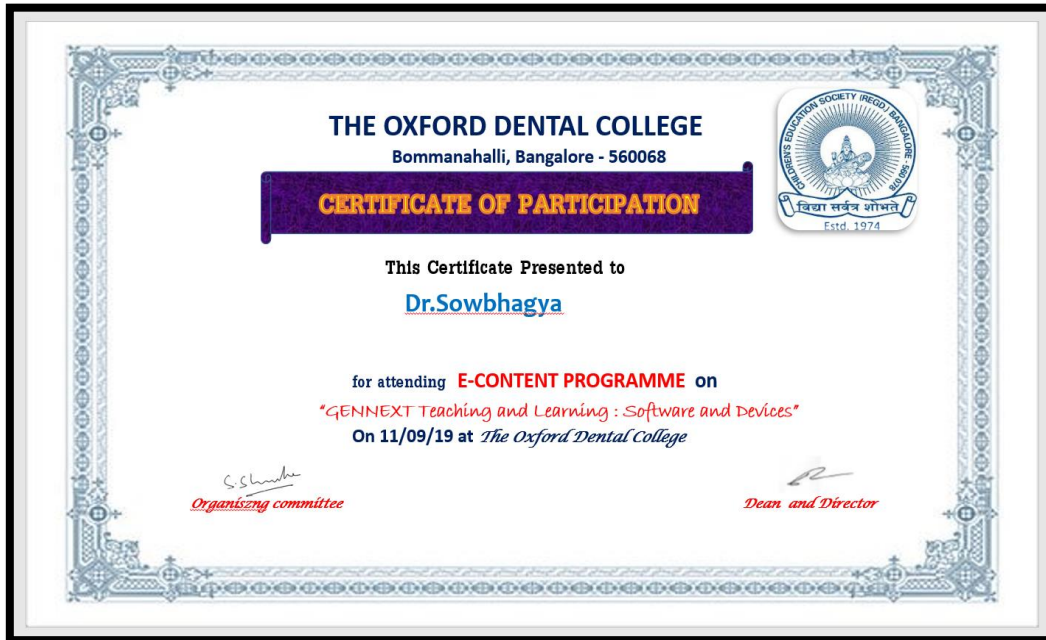 THE OXFORD DENTAL COLLEGE
Bommanahalli, Bangalore - 560068
CHILDREN'S EDUCATION SOCIETY (REGD.) BANGALORE - 560 078
विद्या सर्वत्र शोभते
Estd. 1974
CERTIFICATE OF PARTICIPATION
This Certificate Presented to
Dr.Sowbhagya
for attending E-CONTENT PROGRAMME on
"GENNEXT Teaching and Learning : Software and Devices"
On 11/09/19 at The Oxford Dental College
Organiszng committee
Dean and Director